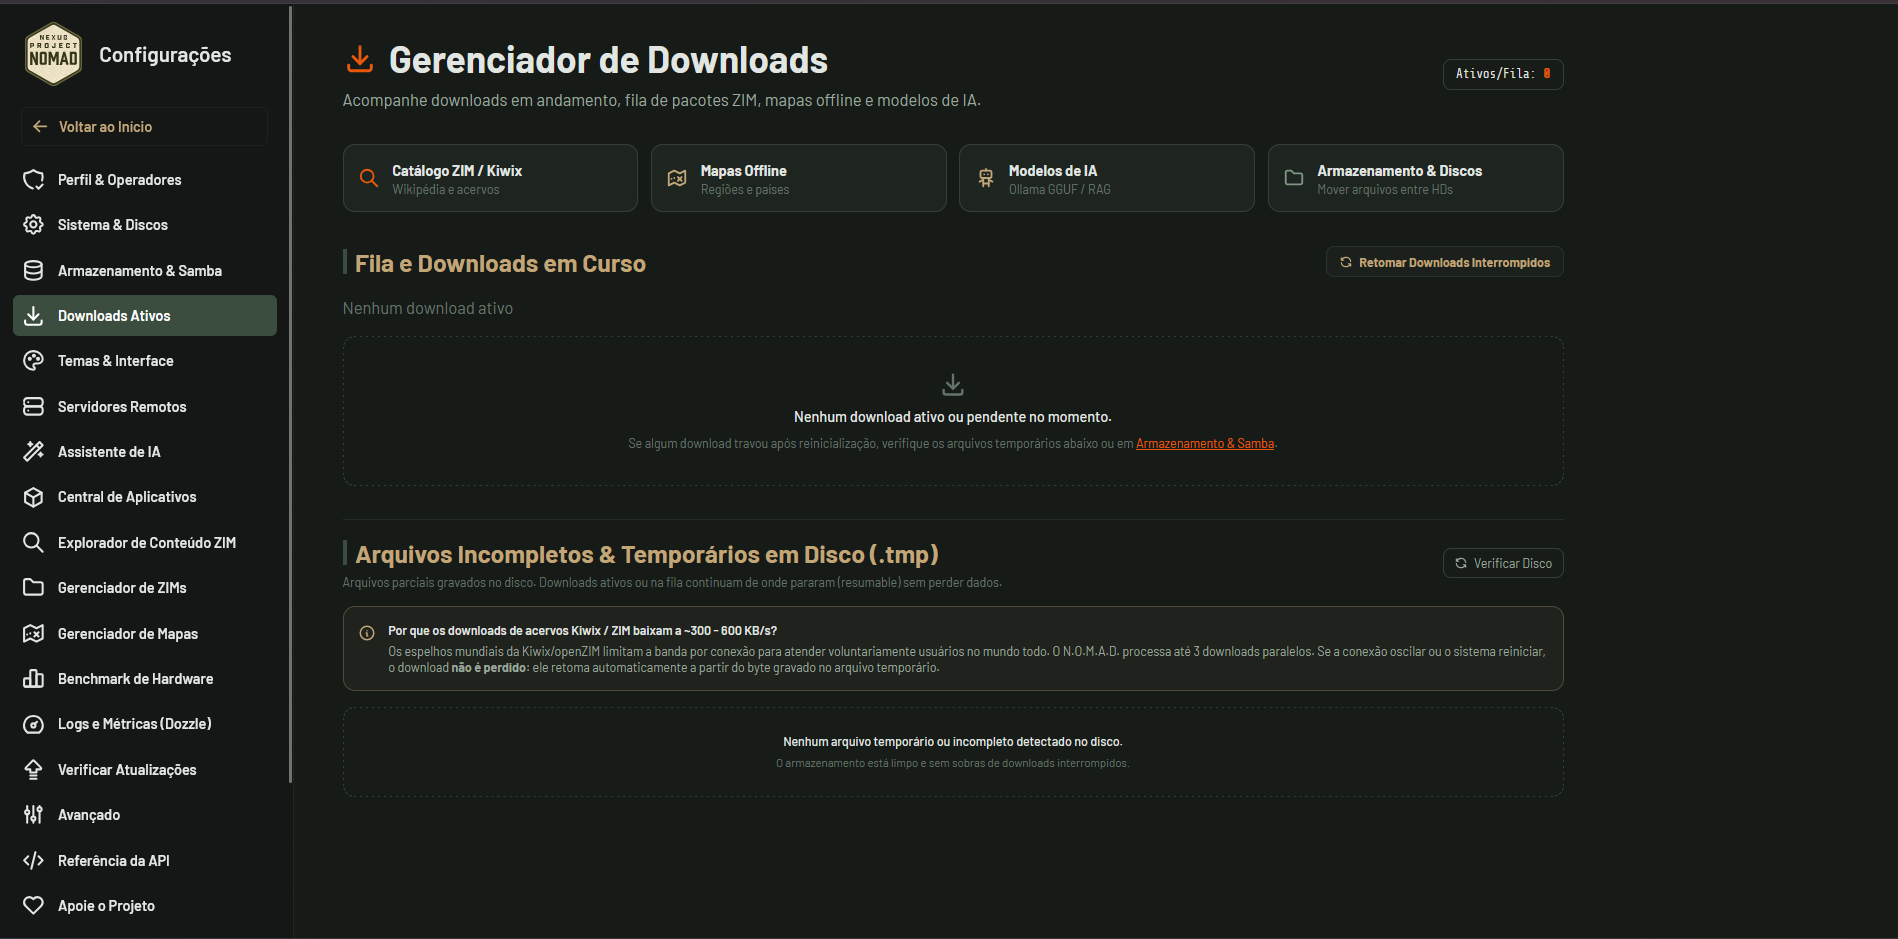 NEXUS
PROJECT
NOMAD
Configurações
Voltar ao Início
Perfil & Operadores
Sistema & Discos
Armazenamento & Samba
Downloads Ativos
Temas & Interface
Servidores Remotos
Assistente de IA
Central de Aplicativos
Explorador de Conteúdo ZIM
Gerenciador de ZIMs
Gerenciador de Mapas
Benchmark de Hardware
Logs e Métricas (Dozzle)
Verificar Atualizações
Avançado
Referência da API
Apoie o Projeto
Gerenciador de Downloads
Acompanhe downloads em andamento, fila de pacotes ZIM, mapas offline e modelos de IA.
Ativos/Fila: 0
Catálogo ZIM / Kiwix
Wikipédia e acervos
Mapas Offline
Regiões e países
Modelos de IA
Ollama GGUF / RAG
Armazenamento & Discos
Mover arquivos entre HDs
Fila e Downloads em Curso
Retomar Downloads Interrompidos
Nenhum download ativo
Nenhum download ativo ou pendente no momento.
Se algum download travou após reinicialização, verifique os arquivos temporários abaixo ou em Armazenamento & Samba.
Arquivos Incompletos & Temporários em Disco (.tmp)
Arquivos parciais gravados no disco. Downloads ativos ou na fila continuam de onde pararam (resumable) sem perder dados.
Verificar Disco
Por que os downloads de acervos Kiwix / ZIM baixam a ~300 - 600 KB/s?
Os espelhos mundiais da Kiwix/openZIM limitam a banda por conexão para atender voluntariamente usuários no mundo todo. O N.O.M.A.D. processa até 3 downloads paralelos. Se a conexão oscilar ou o sistema reiniciar,
o download não é perdido: ele retoma automaticamente a partir do byte gravado no arquivo temporário.
Nenhum arquivo temporário ou incompleto detectado no disco.
O armazenamento está limpo e sem sobras de downloads interrompidos.